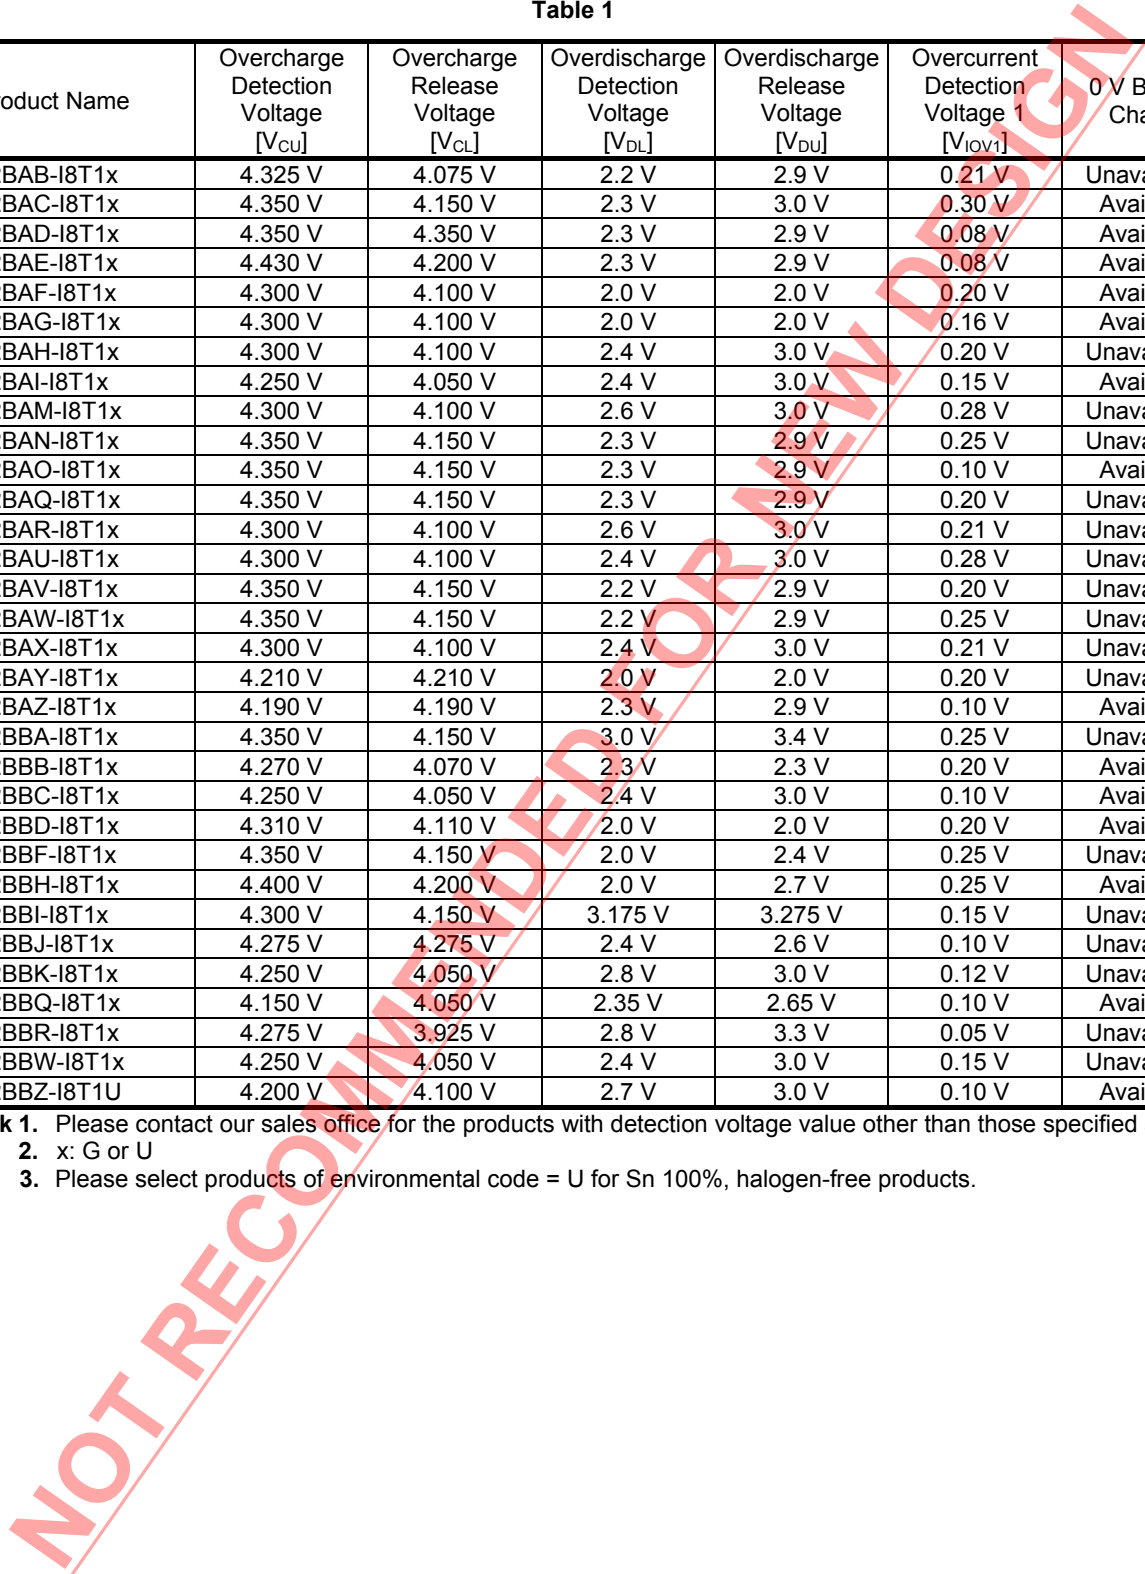 Table 1
roduct Name Overcharge Detection Voltage [VCU] Overcharge Release Voltage [VCL] Overdischarge Detection Voltage [VDL] Overdischarge Release Voltage [VDU] Overcurrent Detection Voltage 1 [VIOV1] 0 V B Cha
BAB-I8T1x 4.325 V 4.075 V 2.2 V 2.9 V 0.21 V Unava
BAC-I8T1x 4.350 V 4.150 V 2.3 V 3.0 V 0.30 V Avai
BAD-I8T1x 4.350 V 4.350 V 2.3 V 2.9 V 0.08 V Avai
BAE-I8T1x 4.430 V 4.200 V 2.3 V 2.9 V 0.08 V Avai
BAF-I8T1x 4.300 V 4.100 V 2.0 V 2.0 V 0.20 V Avai
BAG-I8T1x 4.300 V 4.100 V 2.0 V 2.0 V 0.16 V Avai
BAH-I8T1x 4.300 V 4.100 V 2.4 V 3.0 V 0.20 V Unava
BAI-I8T1x 4.250 V 4.050 V 2.4 V 3.0 V 0.15 V Avai
BAM-I8T1x 4.300 V 4.100 V 2.6 V 3.0 V 0.28 V Unava
BAN-I8T1x 4.350 V 4.150 V 2.3 V 2.9 V 0.25 V Unava
BAO-I8T1x 4.350 V 4.150 V 2.3 V 2.9 V 0.10 V Avai
BAQ-I8T1x 4.350 V 4.150 V 2.3 V 2.9 V 0.20 V Unava
BAR-I8T1x 4.300 V 4.100 V 2.6 V 3.0 V 0.21 V Unava
BAU-I8T1x 4.300 V 4.100 V 2.4 V 3.0 V 0.28 V Unava
BAV-I8T1x 4.350 V 4.150 V 2.2 V 2.9 V 0.20 V Unava
BAW-I8T1x 4.350 V 4.150 V 2.2 V 2.9 V 0.25 V Unava
BAX-I8T1x 4.300 V 4.100 V 2.4 V 3.0 V 0.21 V Unava
BAY-I8T1x 4.210 V 4.210 V 2.0 V 2.0 V 0.20 V Unava
BAZ-I8T1x 4.190 V 4.190 V 2.3 V 2.9 V 0.10 V Avai
BBA-I8T1x 4.350 V 4.150 V 3.0 V 3.4 V 0.25 V Unava
BBB-I8T1x 4.270 V 4.070 V 2.3 V 2.3 V 0.20 V Avai
BBC-I8T1x 4.250 V 4.050 V 2.4 V 3.0 V 0.10 V Avai
BBD-I8T1x 4.310 V 4.110 V 2.0 V 2.0 V 0.20 V Avai
BBF-I8T1x 4.350 V 4.150 V 2.0 V 2.4 V 0.25 V Unava
BBH-I8T1x 4.400 V 4.200 V 2.0 V 2.7 V 0.25 V Avai
BBI-I8T1x 4.300 V 4.150 V 3.175 V 3.275 V 0.15 V Unava
BBJ-I8T1x 4.275 V 4.275 V 2.4 V 2.6 V 0.10 V Unava
BBK-I8T1x 4.250 V 4.050 V 2.8 V 3.0 V 0.12 V Unava
BBQ-I8T1x 4.150 V 4.050 V 2.35 V 2.65 V 0.10 V Avai
BBR-I8T1x 4.275 V 3.925 V 2.8 V 3.3 V 0.05 V Unava
BBW-I8T1x 4.250 V 4.050 V 2.4 V 3.0 V 0.15 V Unava
BBZ-I8T1U 4.200 V 4.100 V 2.7 V 3.0 V 0.10 V Avai
k 1. Please contact our sales office for the products with detection voltage value other than those specified
2. x: G or U
3. Please select products of environmental code = U for Sn 100%, halogen-free products.
NOT RECOMMENDED FOR NEW DESIGN